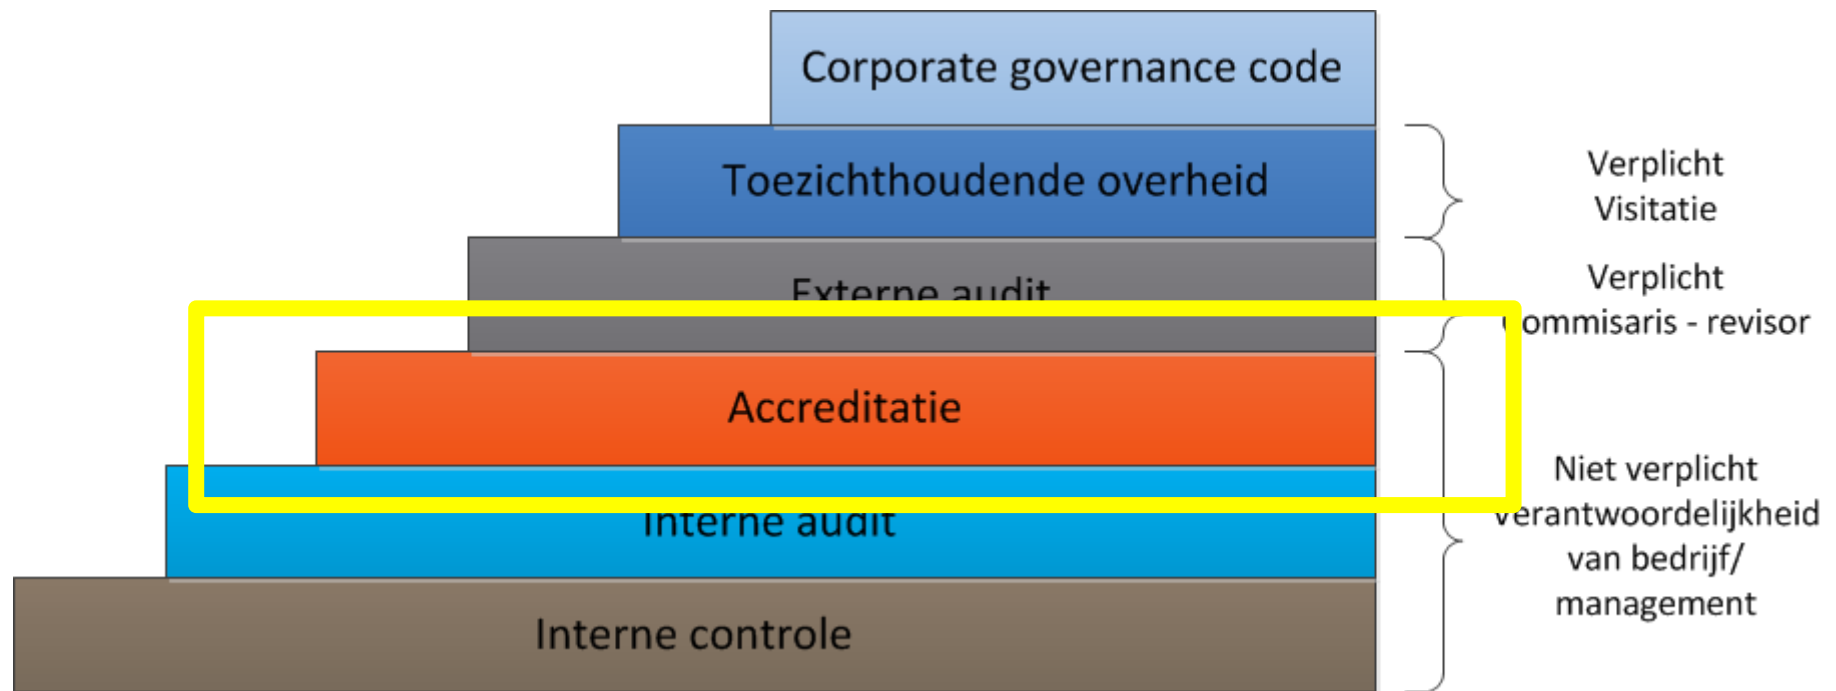 Corporate governance code
Toezichthoudende overheid
Verplicht
Visitatie
Externe audit
Verplicht
Commisaris - revisor
Accreditatie
Interne audit
Niet verplicht
Verantwoordelijkheid
van bedrijf/
management
Interne controle